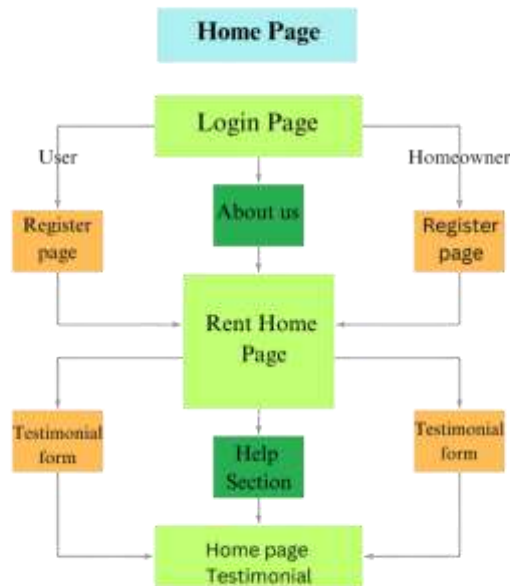 Home Page
Login Page
User
Homeowner
About us
Register
page
Register
page
Rent Home
Page
Testimonial
form
Help
Section
Testimonial
form
Home page
Testimonial